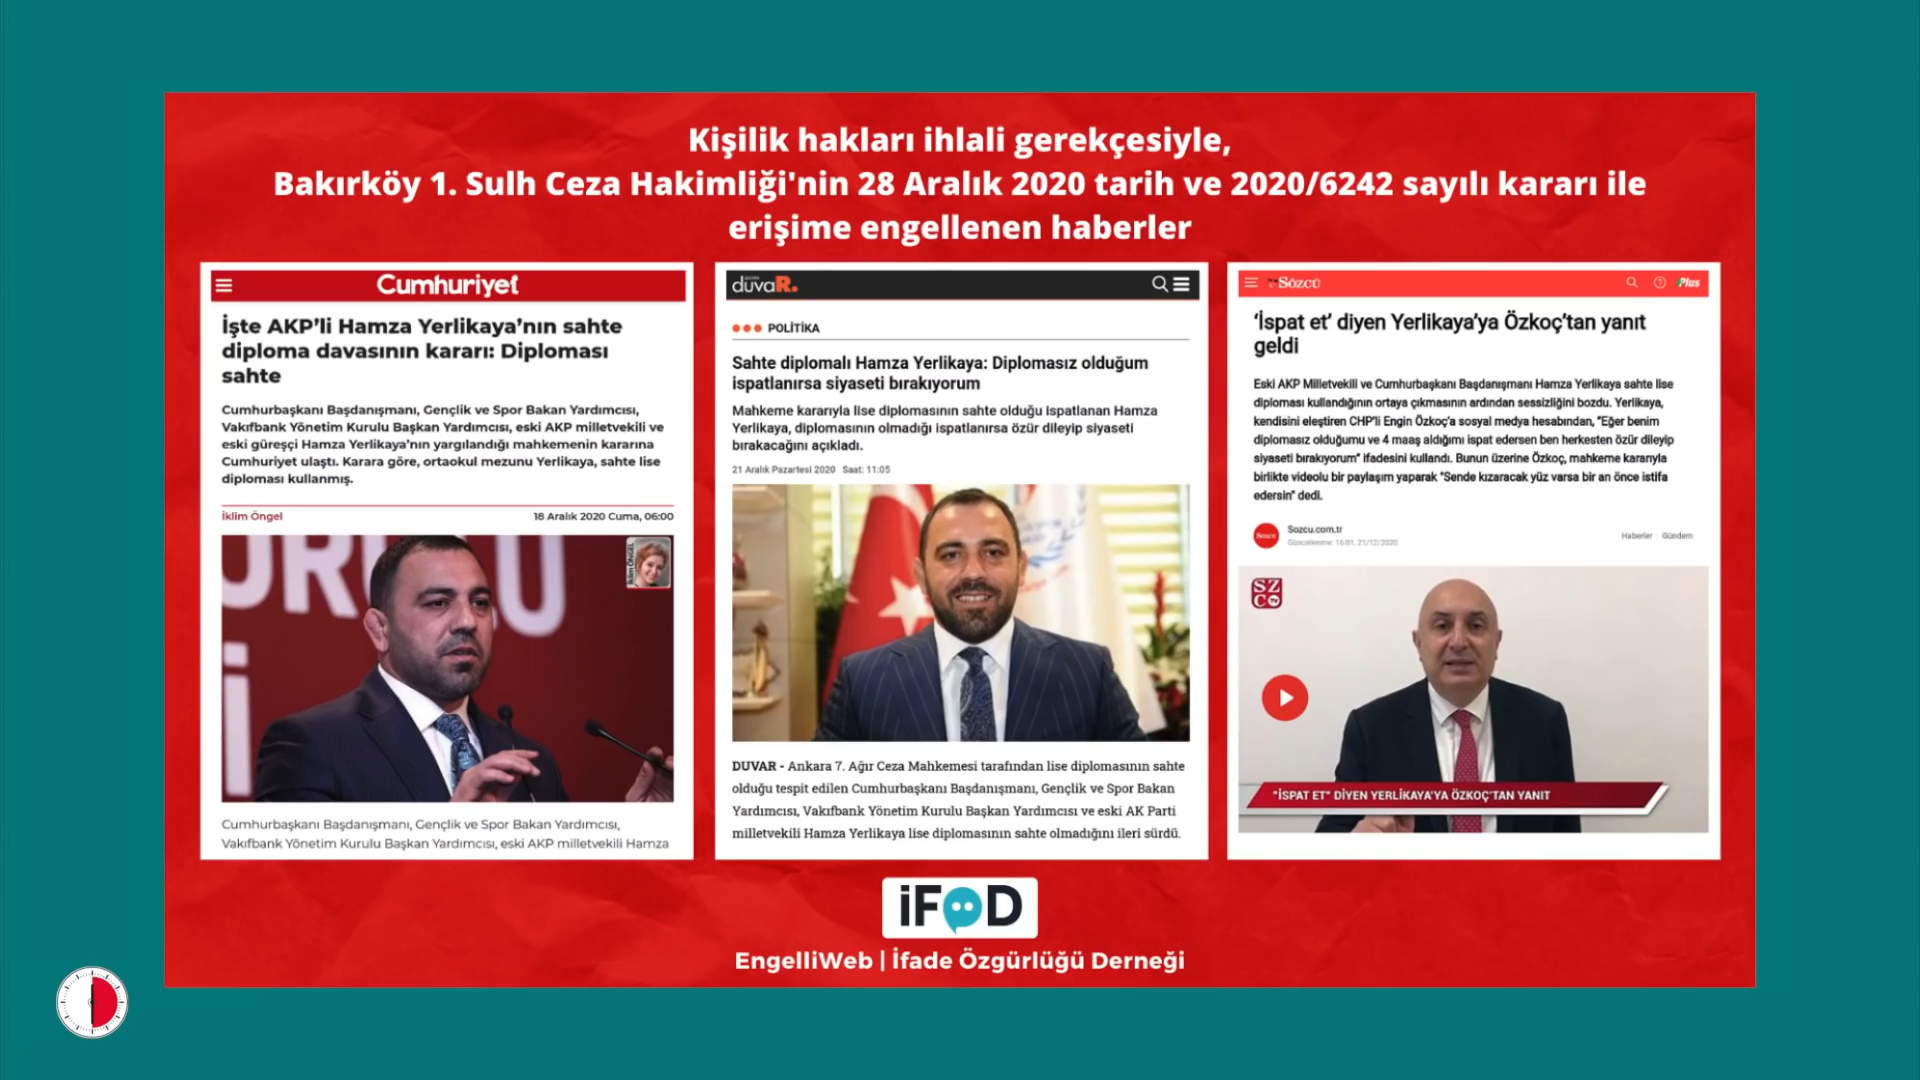 Kişilik hakları ihlali gerekçesiyle,
Bakırköy 1. Sulh Ceza Hakimliği'nin 28 Aralık 2020 tarih ve 2020/6242 sayılı kararı ile
erişime engellenen haberler
Cumhuriyet
İşte AKP'li Hamza Yerlikaya'nın sahte
diploma davasının kararı: Diploması
sahte
Cumhurbaşkanı Başdanışmanı, Gençlik ve Spor Bakan Yardımcısı,
Vakıfbank Yönetim Kurulu Başkan Yardımcısı, eski AKP milletvekili ve
eski güreşçi Hamza Yerlikaya'nın yargılandığı mahkemenin kararına
Cumhuriyet ulaştı. Karara göre, ortaokul mezunu Yerlikaya, sahte lise
diploması kullanmış.
İklim Öngel
18 Aralık 2020 Cuma, 06:00
İklim ÖNGEL
Cumhurbaşkanı Başdanışmanı, Gençlik ve Spor Bakan Yardımcısı,
Vakıfbank Yönetim Kurulu Başkan Yardımcısı, eski AKP milletvekili Hamza
duvaR.
POLİTİKA
Sahte diplomalı Hamza Yerlikaya: Diplomasız olduğum
ispatlanırsa siyaseti bırakıyorum
Mahkeme kararıyla lise diplomasının sahte olduğu ispatlanan Hamza
Yerlikaya, diplomasının olmadığı ispatlanırsa özür dileyip siyaseti
bırakacağını açıkladı.
21 Aralık Pazartesi 2020 Saat: 11:05
DUVAR - Ankara 7. Ağır Ceza Mahkemesi tarafından lise diplomasının sahte
olduğu tespit edilen Cumhurbaşkanı Başdanışmanı, Gençlik ve Spor Bakan
Yardımcısı, Vakıfbank Yönetim Kurulu Başkan Yardımcısı ve eski AK Parti
milletvekili Hamza Yerlikaya lise diplomasının sahte olmadığını ileri sürdü.
Sözcü
Plus
'İspat et' diyen Yerlikaya'ya Özkoç'tan yanıt
geldi
Eski AKP Milletvekili ve Cumhurbaşkanı Başdanışmanı Hamza Yerlikaya sahte lise
diploması kullandığının ortaya çıkmasının ardından sessizliğini bozdu. Yerlikaya,
kendisini eleştiren CHP'li Engin Özkoç'a sosyal medya hesabından, "Eğer benim
diplomasız olduğumu ve 4 maaş aldığımı ispat edersen ben herkesten özür dileyip
siyaseti bırakıyorum" ifadesini kullandı. Bunun üzerine Özkoç, mahkeme kararıyla
birlikte videolu bir paylaşım yaparak "Sende kızaracak yüz varsa bir an önce istifa
edersin" dedi.
Sözcü
Sozcu.com.tr
Güncellenme: 16:01, 21/12/2020
Haberler Gündem
SZC TV
"İSPAT ET" DİYEN YERLİKAYA'YA ÖZKOÇ'TAN YANIT
iFOD
EngelliWeb | İfade Özgürlüğü Derneği